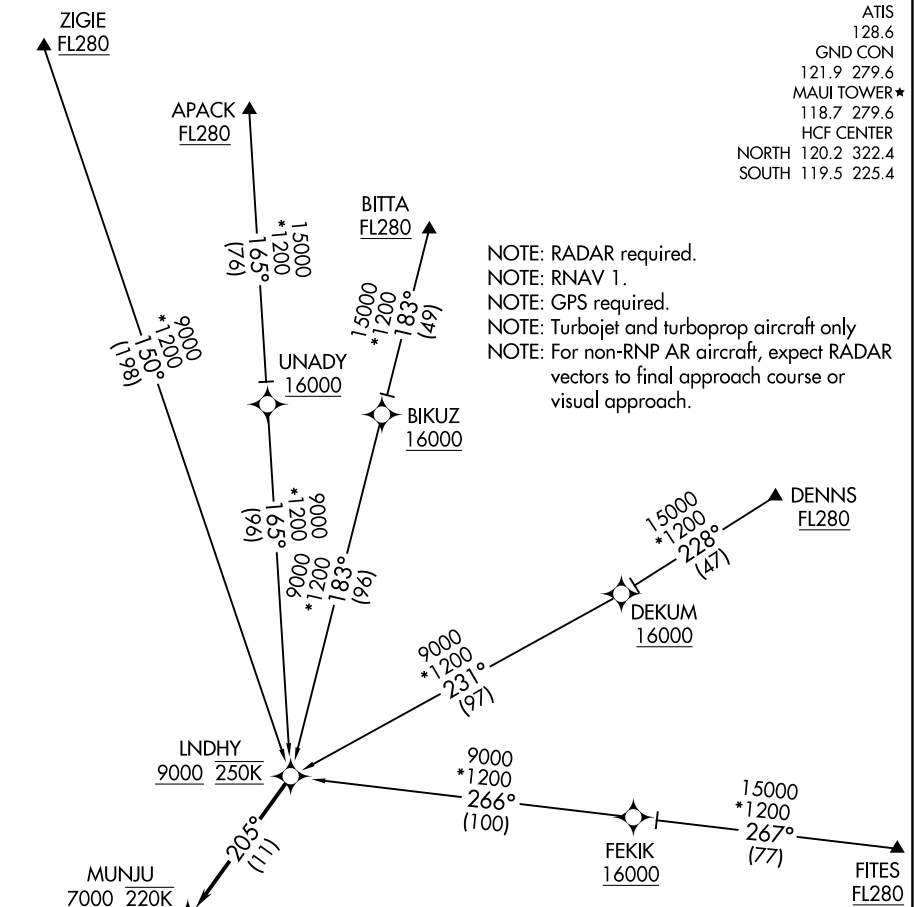 ZIGIE
FL280
APACK
FL280
BITTA
FL280
ATIS
128.6
GND CON
121.9 279.6
MAUI TOWER★
118.7 279.6
HCF CENTER
NORTH 120.2 322.4
SOUTH 119.5 225.4
NOTE: RADAR required.
NOTE: RNAV 1.
NOTE: GPS required.
NOTE: Turbojet and turboprop aircraft only
NOTE: For non-RNP AR aircraft, expect RADAR
vectors to final approach course or
visual approach.
15000
*1200
165°
(76)
15000
*1200
183°
(49)
9000
*1200
150°
(198)
UNADY
16000
BIKUZ
16000
9000
*1200
165°
(96)
9000
*1200
183°
(96)
15000
*1200
228°
(47)
DENNS
FL280
DEKUM
16000
9000
*1200
231°
(97)
LNDHY
9000 250K
9000
*1200
266°
(100)
15000
*1200
267°
(77)
FEKIK
16000
FITES
FL280
205°
(11)
MUNJU
7000 220K